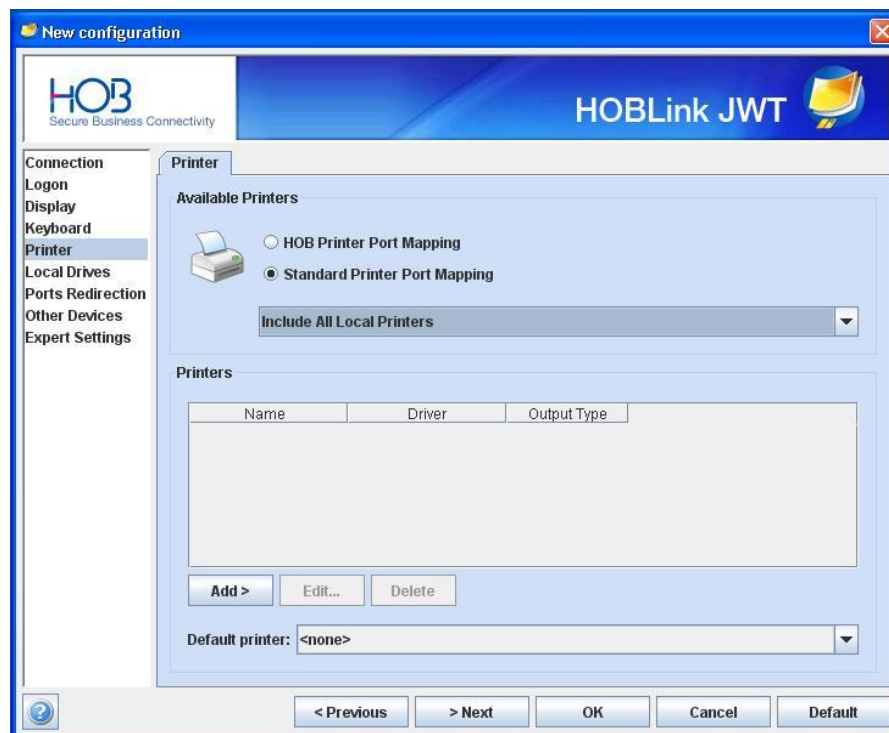 New configuration
HOB
Secure Business Connectivity
HOBLink JWT
Connection
Logon
Display
Keyboard
Printer
Local Drives
Ports Redirection
Other Devices
Expert Settings
Printer
Available Printers
HOB Printer Port Mapping
Standard Printer Port Mapping
Include All Local Printers
Printers
Name Driver Output Type
Add > Edit... Delete
Default printer: <none>
? < Previous > Next OK Cancel Default